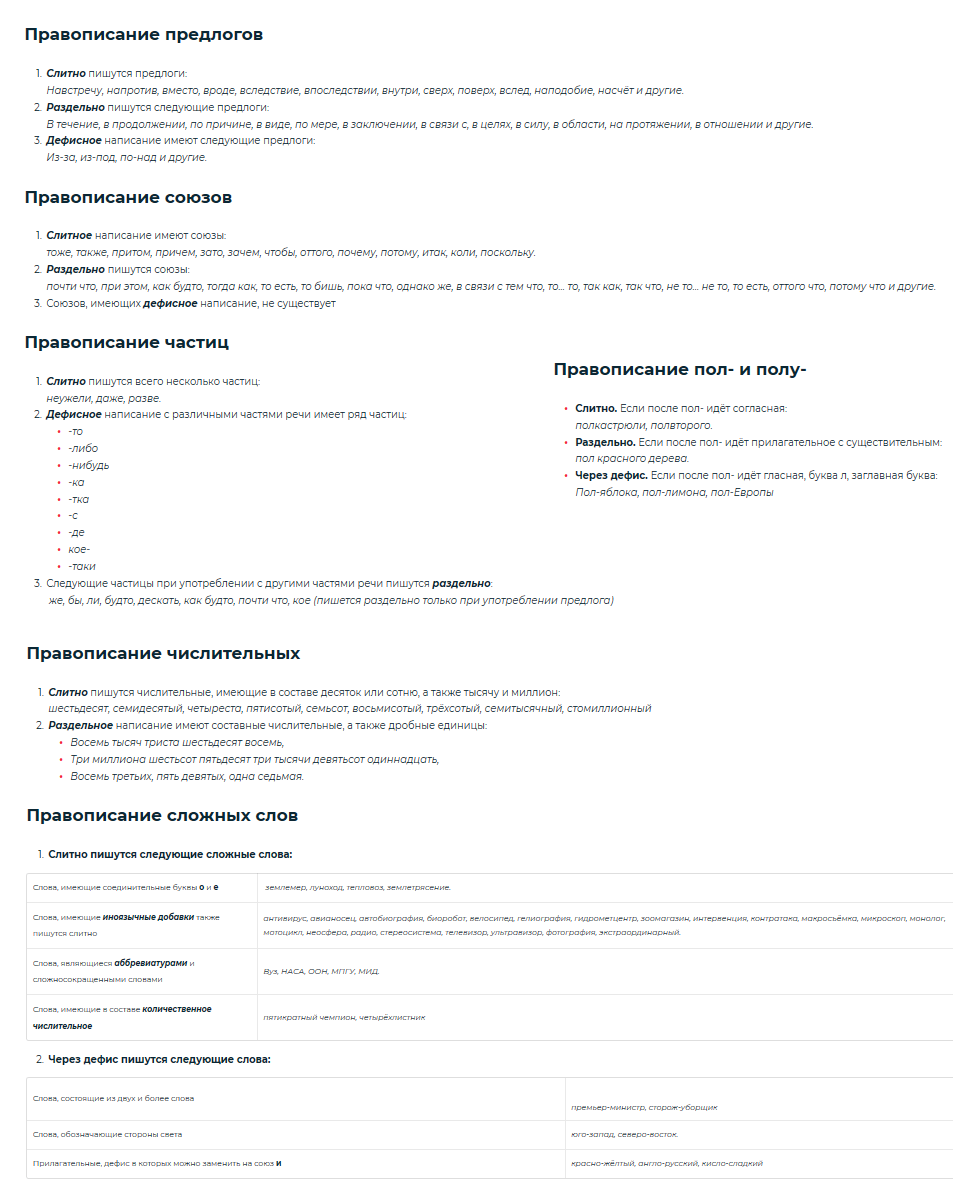 Правописание предлогов
1. Слитно пишутся предлоги:
Навстречу, напротив, вместо, вроде, вследствие, впоследствии, внутри, сверх, поверх, вслед, наподобие, насчёт и другие.
2. Раздельно пишутся следующие предлоги:
В течение, в продолжении, по причине, в виде, по мере, в заключении, в связи с, в целях, в силу, в области, на протяжении, в отношении и другие.
3. Дефисное написание имеют следующие предлоги:
Из-за, из-под, по-над и другие.
Правописание союзов
1. Слитное написание имеют союзы:
тоже, также, притом, причем, зато, зачем, чтобы, оттого, почему, потому, итак, коли, поскольку.
2. Раздельно пишутся союзы:
почти что, при этом, как будто, тогда как, то есть, то бишь, пока что, однако же, в связи с тем что, то... то, так как, так что, не то... не то, то есть, оттого что, потому что и другие.
3. Союзов, имеющих дефисное написание, не существует
Правописание частиц
1. Слитно пишутся всего несколько частиц:
неужели, даже, разве.
2. Дефисное написание с различными частями речи имеет ряд частиц:
• -то
• -либо
• -нибудь
• -ка
• -тка
• -с
• -де
• кое-
• -таки
3. Следующие частицы при употреблении с другими частями речи пишутся раздельно:
же, бы, ли, будто, дескать, как будто, почти что, кое (пишется раздельно только при употреблении предлога)
Правописание пол- и полу-
• Слитно. Если после пол- идёт согласная:
полкастрюли, полвторого.
• Раздельно. Если после пол- идёт прилагательное с существительным:
пол красного дерева.
• Через дефис. Если после пол- идёт гласная, буква л, заглавная буква:
Пол-яблока, пол-лимона, пол-Европы
Правописание числительных
1. Слитно пишутся числительные, имеющие в составе десяток или сотню, а также тысячу и миллион:
шестьдесят, семидесятый, четыреста, пятисотый, семьсот, восьмисотый, трёхсотый, семитысячный, стомиллионный
2. Раздельное написание имеют составные числительные, а также дробные единицы:
• Восемь тысяч триста шестьдесят восемь,
• Три миллиона шестьсот пятьдесят три тысячи девятьсот одиннадцать,
• Восемь третьих, пять девятых, одна седьмая.
Правописание сложных слов
1. Слитно пишутся следующие сложные слова:
Слова, имеющие соединительные буквы о и е
землемер, луноход, тепловоз, землетрясение.
Слова, имеющие иноязычные добавки также
пишутся слитно
антивирус, авианосец, автобиография, биоробот, велосипед, гелиография, гидрометцентр, зоомагазин, интервенция, контратака, макросъёмка, микроскоп, монолог,
мотоцикл, неосфера, радио, стереосистема, телевизор, ультравизор, фотография, экстраординарный.
Слова, являющиеся аббревиатурами и
сложносокращенными словами
Вуз, НАСА, ООН, МПГУ, МИД.
Слова, имеющие в составе количественное
числительное
пятикратный чемпион, четырёхлистник
2. Через дефис пишутся следующие слова:
Слова, состоящие из двух и более слова
премьер-министр, сторож-уборщик
Слова, обозначающие стороны света
юго-запад, северо-восток.
Прилагательные, дефис в которых можно заменить на союз и
красно-жёлтый, англо-русский, кисло-сладкий